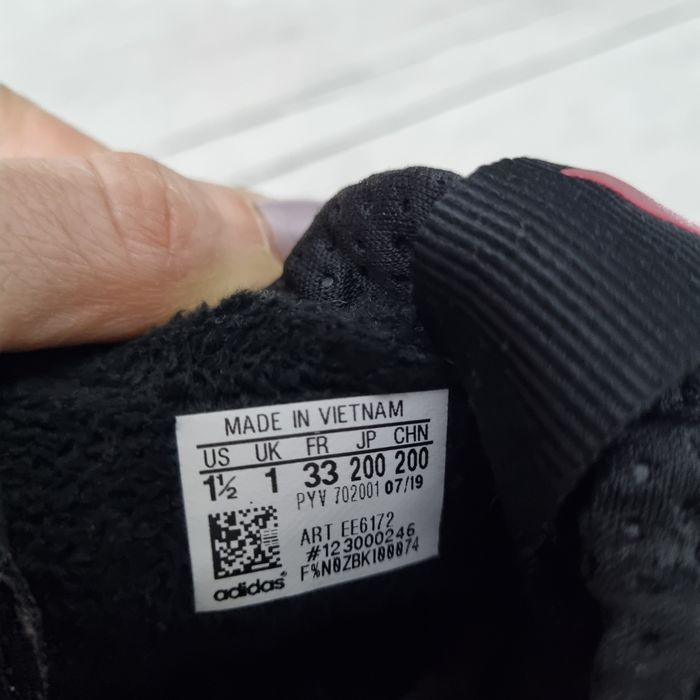 MADE IN VIETNAM
US UK FR JP CHN
1½ 1 33 200 200
PYV 702001 07/19
ART EE6172
#123000246
F%N0ZBK100074
adidas®